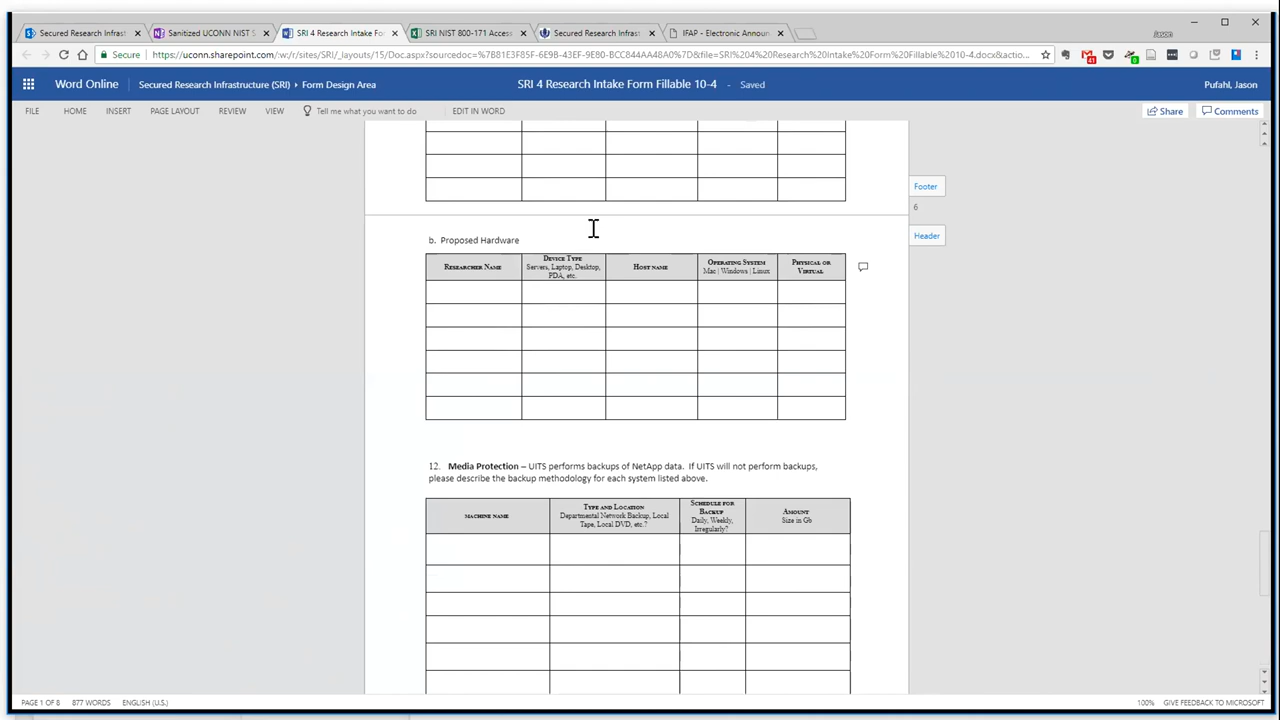 Jason
Secured Research Infrast
Sanitized UCONN NIST S
SRI 4 Research Intake For
SRI NIST 800-171 Access
Secured Research Infrast
IFAP - Electronic Announ
Secure
https://uconn.sharepoint.com/w/r/sites/SRI/_layouts/15/Doc.aspx?sourcedoc=%7B81E3F85F-6E9B-43EF-9E80-BCC844AA48A0%7D&file=SRI%204%20Research%20Intake%20Form%20Fillable%2010-4.docx&actio...
41
Word Online
Secured Research Infrastructure (SRI)
Form Design Area
SRI 4 Research Intake Form Fillable 10-4 - Saved
Pufahl, Jason
FILE HOME INSERT PAGE LAYOUT REVIEW VIEW Tell me what you want to do EDIT IN WORD
Share Comments
Footer
6
Header
b. Proposed Hardware
RESEARCHER NAME
DEVICE TYPE
Servers, Laptop, Desktop,
PDA, etc.
HOST NAME
OPERATING SYSTEM
Mac | Windows | Linux
PHYSICAL OR
VIRTUAL
12. Media Protection – UITS performs backups of NetApp data. If UITS will not perform backups,
please describe the backup methodology for each system listed above.
MACHINE NAME
TYPE AND LOCATION
Departmental Network Backup, Local
Tape, Local DVD, etc.?
SCHEDULE FOR
BACKUP
Daily, Weekly,
Irregularly?
AMOUNT
Size in Gb
PAGE 1 OF 8 877 WORDS ENGLISH (U.S.)
100% GIVE FEEDBACK TO MICROSOFT